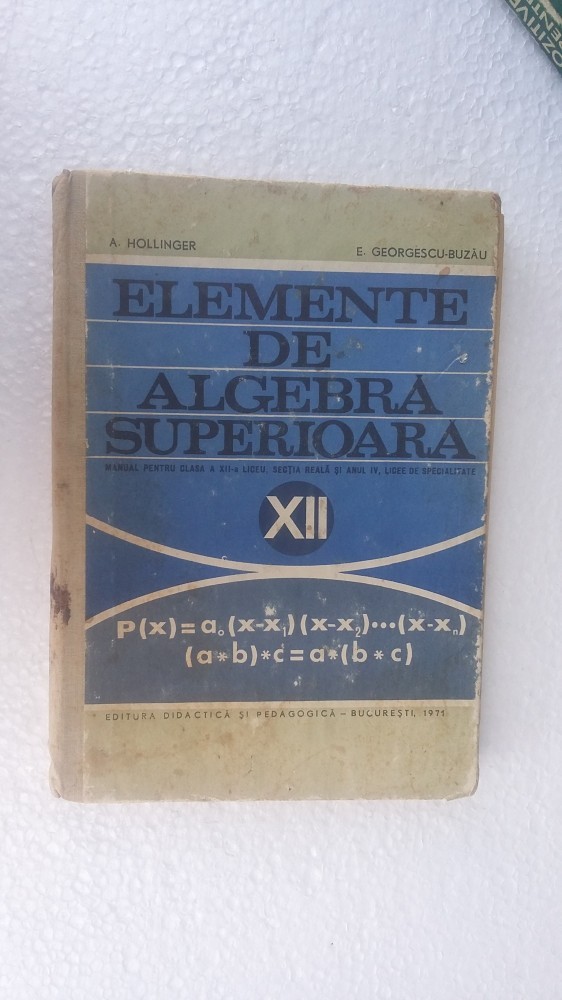 OZITIVE
A. HOLLINGER
E. GEORGESCU-BUZĂU
ELEMENTE
DE
ALGEBRĂ
SUPERIOARĂ
MANUAL PENTRU CLASA A XII-a LICEU, SECȚIA REALĂ ȘI ANUL IV, LICEE DE SPECIALITATE
XII
P(x)=a₀(x-x₁)(x-x₂)•••(x-xₙ)
(a*b)*c=a*(b*c)
EDITURA DIDACTICĂ ȘI PEDAGOGICĂ – BUCUREȘTI, 1971